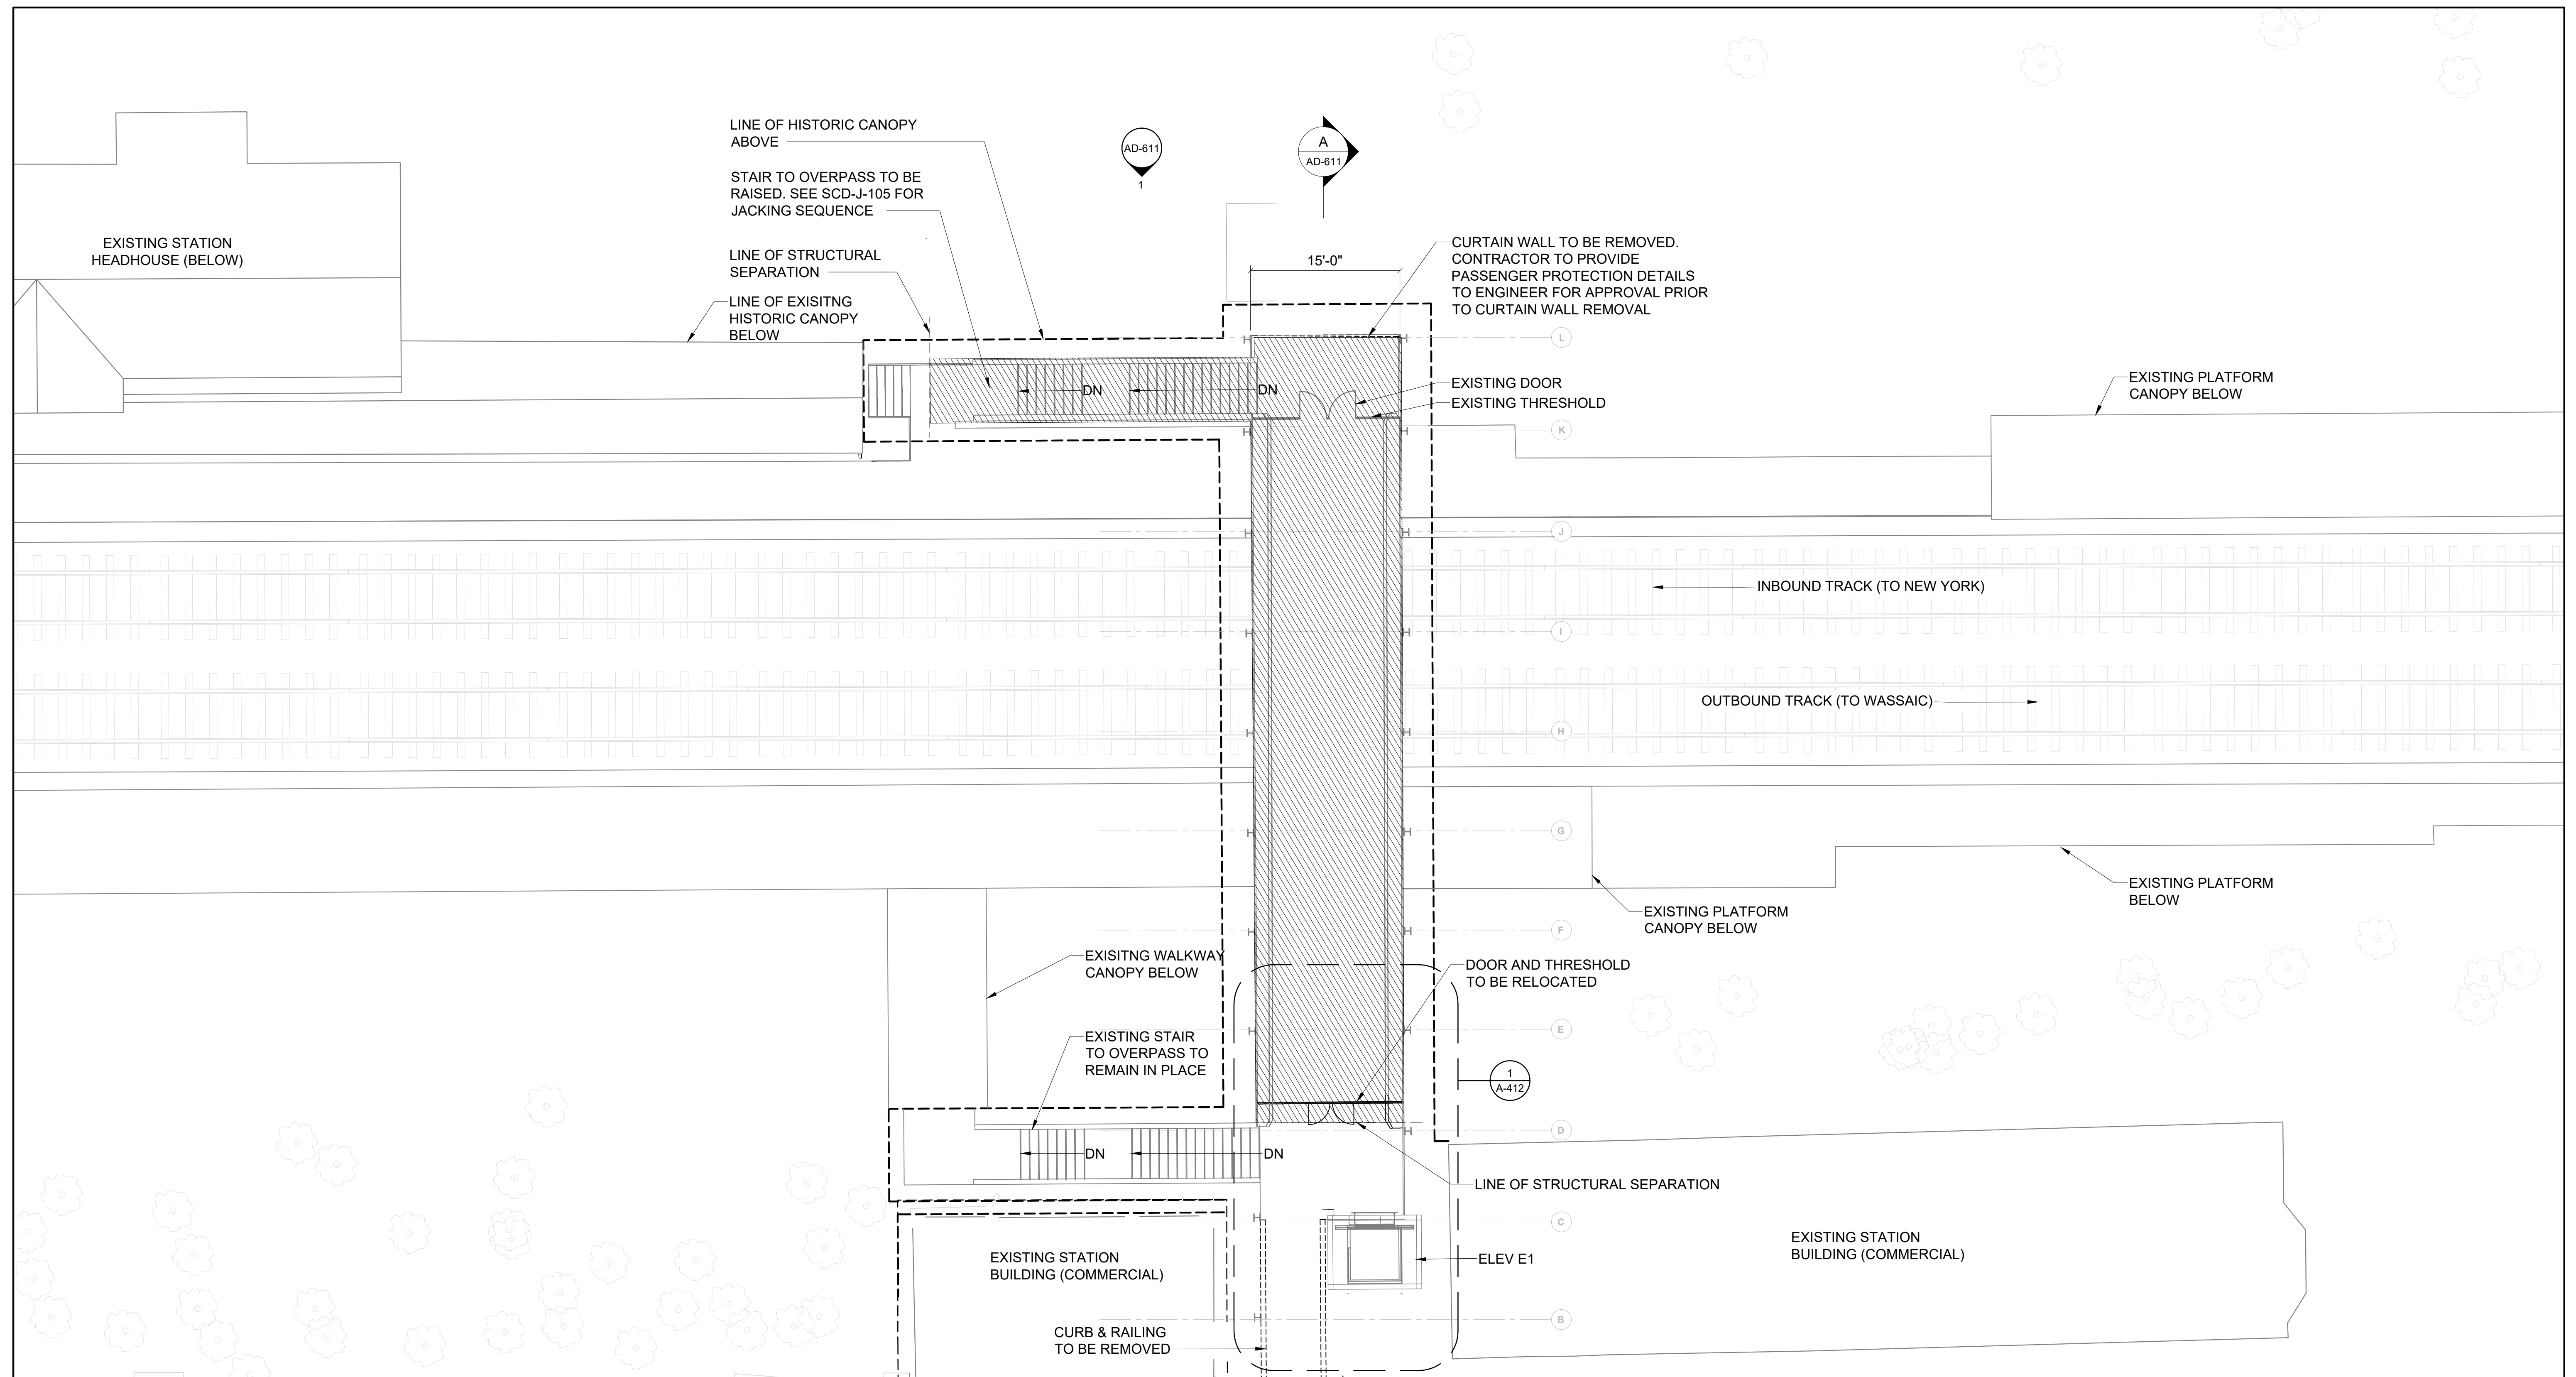 LINE OF HISTORIC CANOPY
ABOVE
STAIR TO OVERPASS TO BE
RAISED. SEE SCD-J-105 FOR
JACKING SEQUENCE
LINE OF STRUCTURAL
SEPARATION
LINE OF EXISITNG
HISTORIC CANOPY
BELOW
EXISTING STATION
HEADHOUSE (BELOW)
AD-611
1
A
AD-611
15'-0"
CURTAIN WALL TO BE REMOVED.
CONTRACTOR TO PROVIDE
PASSENGER PROTECTION DETAILS
TO ENGINEER FOR APPROVAL PRIOR
TO CURTAIN WALL REMOVAL
L
DN
DN
EXISTING DOOR
EXISTING THRESHOLD
K
EXISTING PLATFORM
CANOPY BELOW
J
INBOUND TRACK (TO NEW YORK)
I
OUTBOUND TRACK (TO WASSAIC)
H
G
EXISTING PLATFORM
BELOW
EXISTING PLATFORM
CANOPY BELOW
F
EXISITNG WALKWAY
CANOPY BELOW
DOOR AND THRESHOLD
TO BE RELOCATED
E
EXISTING STAIR
TO OVERPASS TO
REMAIN IN PLACE
1
A-412
D
DN
DN
LINE OF STRUCTURAL SEPARATION
C
EXISTING STATION
BUILDING (COMMERCIAL)
ELEV E1
EXISTING STATION
BUILDING (COMMERCIAL)
B
CURB & RAILING
TO BE REMOVED